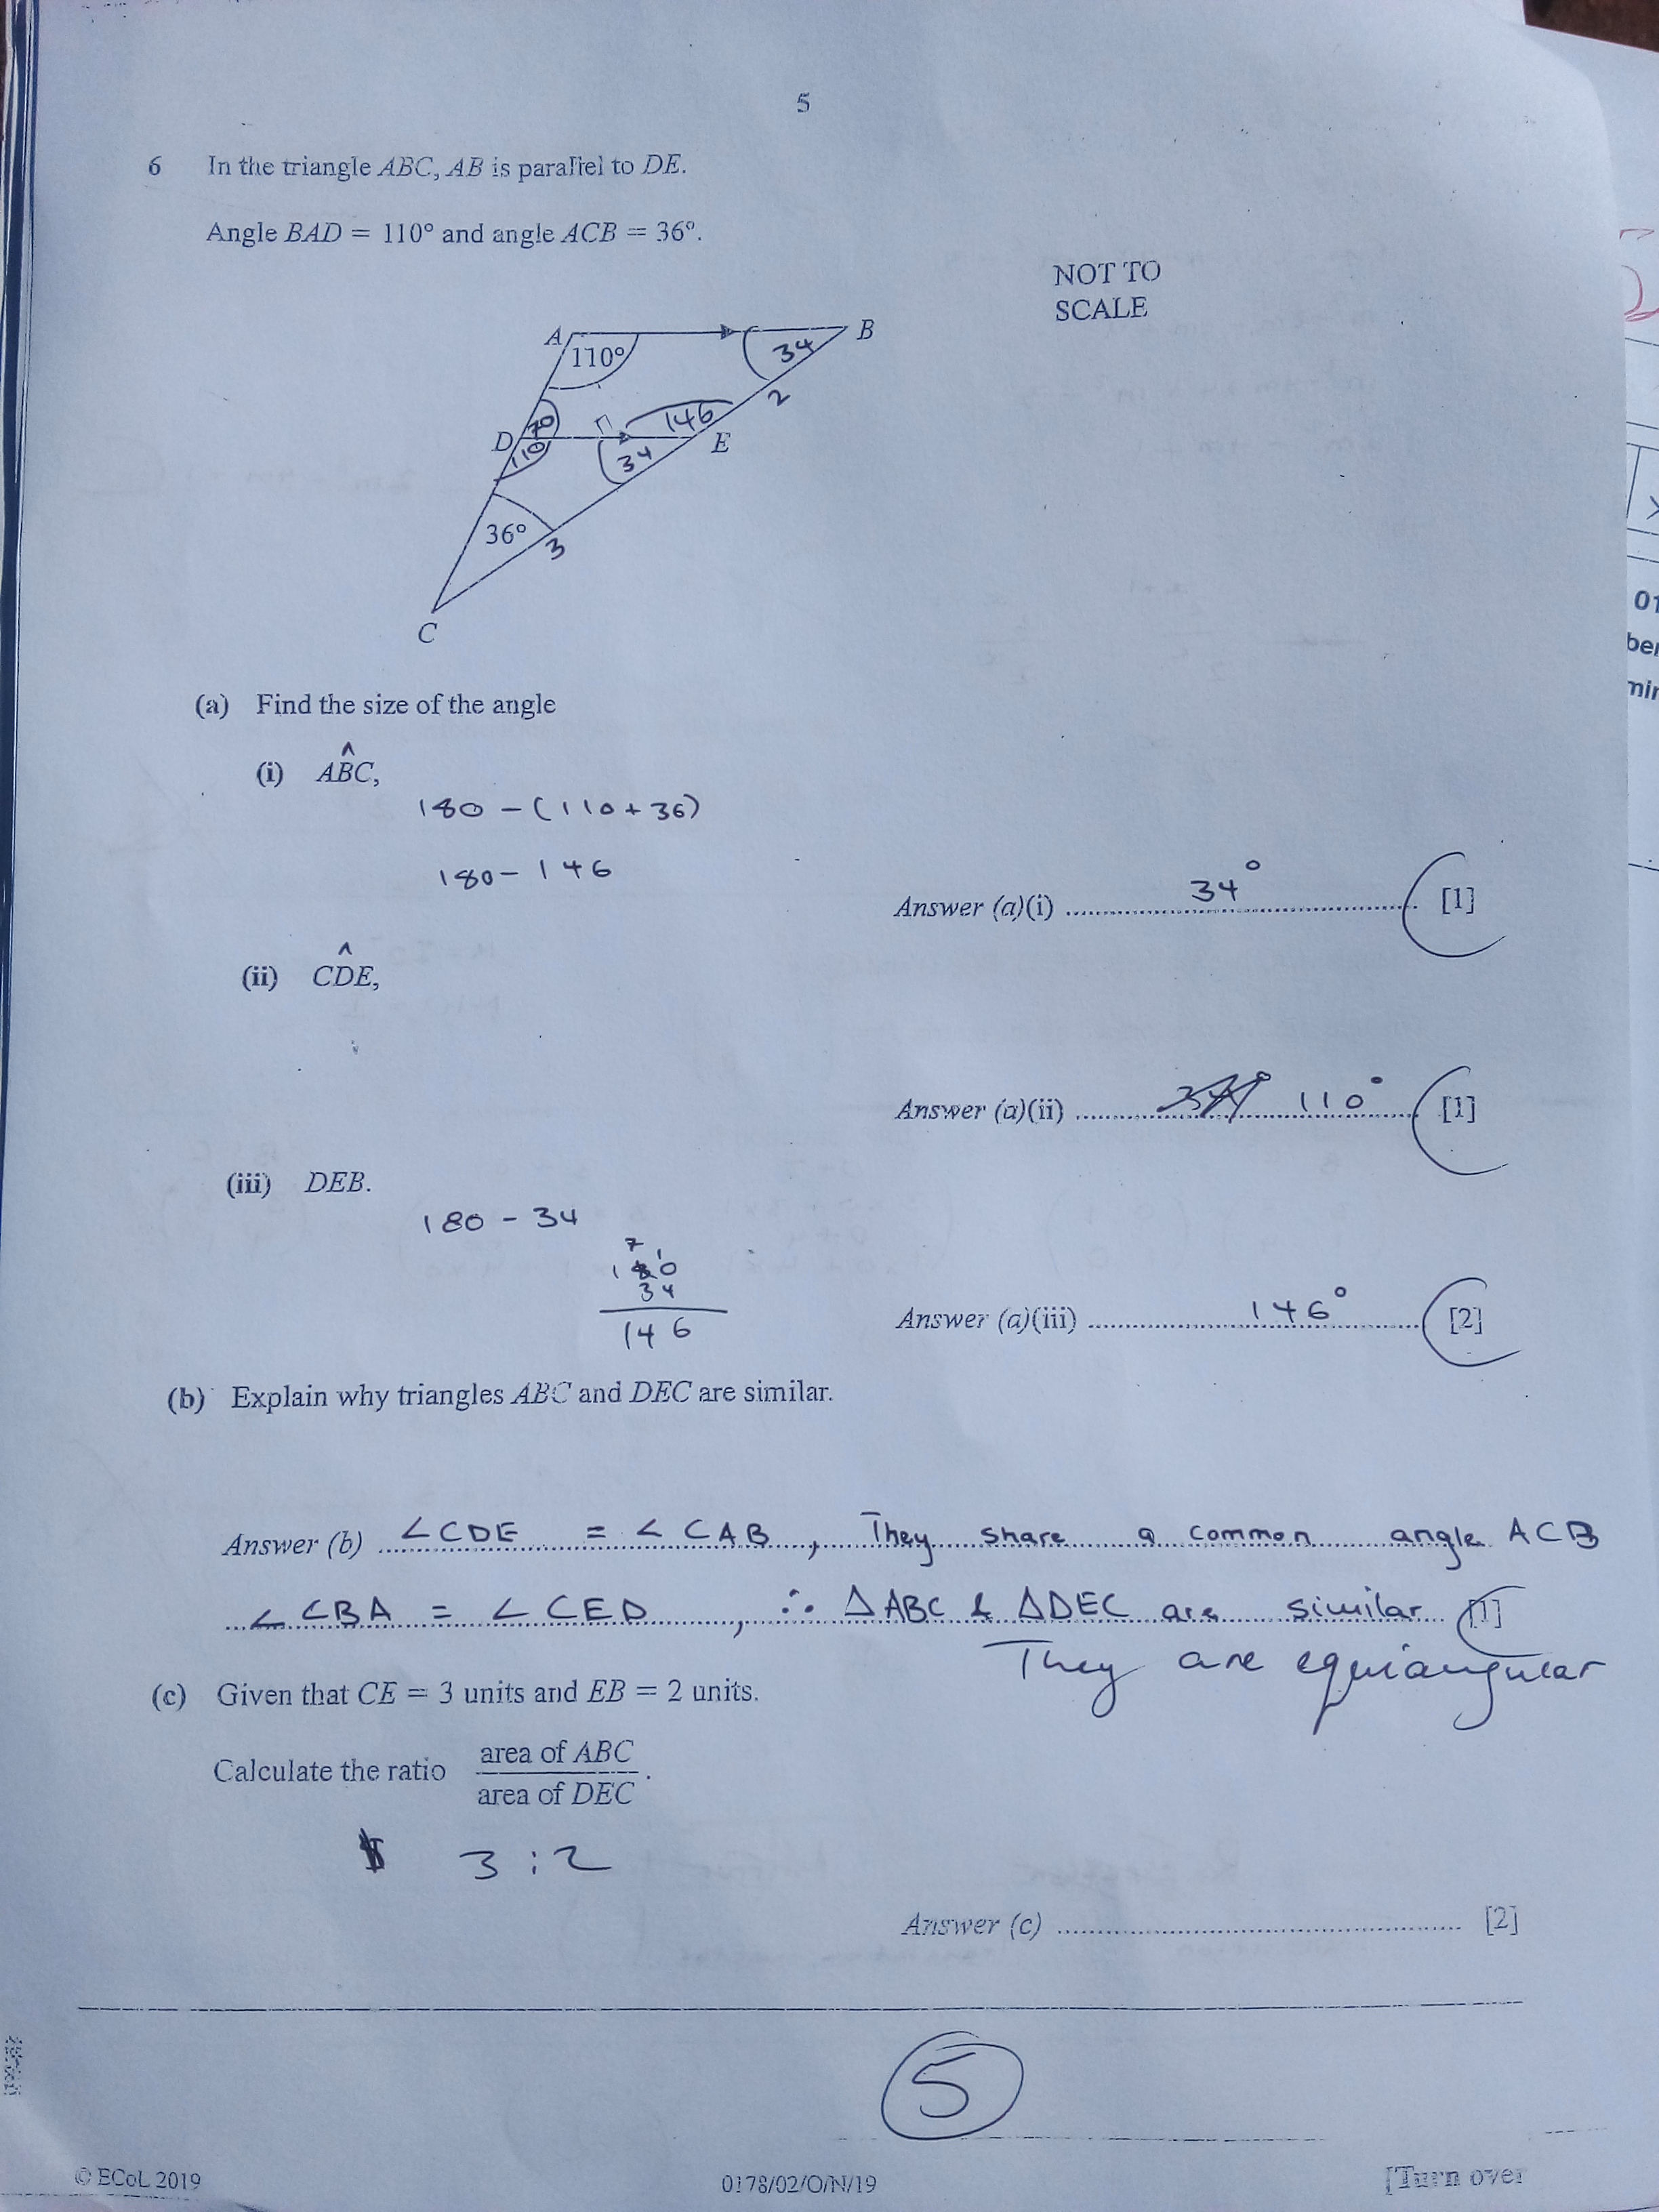 5
6 In the triangle ABC, AB is parallel to DE.
Angle BAD = 110° and angle ACB = 36°.
NOT TO
SCALE
A B
110° 34
2
70 146
D E
110 34
36° 3
C
(a) Find the size of the angle
(i) AB̂C,
180 - (110 + 36)
180 - 146
34°
Answer (a)(i) [1]
(ii) CD̂E,
Answer (a)(ii) 34° 110° [1]
(iii) DEB.
180 - 34
7 1
180
34
146
Answer (a)(iii) 146° [2]
(b) Explain why triangles ABC and DEC are similar.
Answer (b) ∠CDE = ∠CAB, They share a common angle ACB
∠CBA = ∠CED, ∴ ΔABC & ΔDEC are similar [1]
They are equiangular
(c) Given that CE = 3 units and EB = 2 units.
Calculate the ratio area of ABC
area of DEC .
3 : 2
Answer (c) [2]
5
© ECoL 2019 0178/02/O/N/19 [Turn over